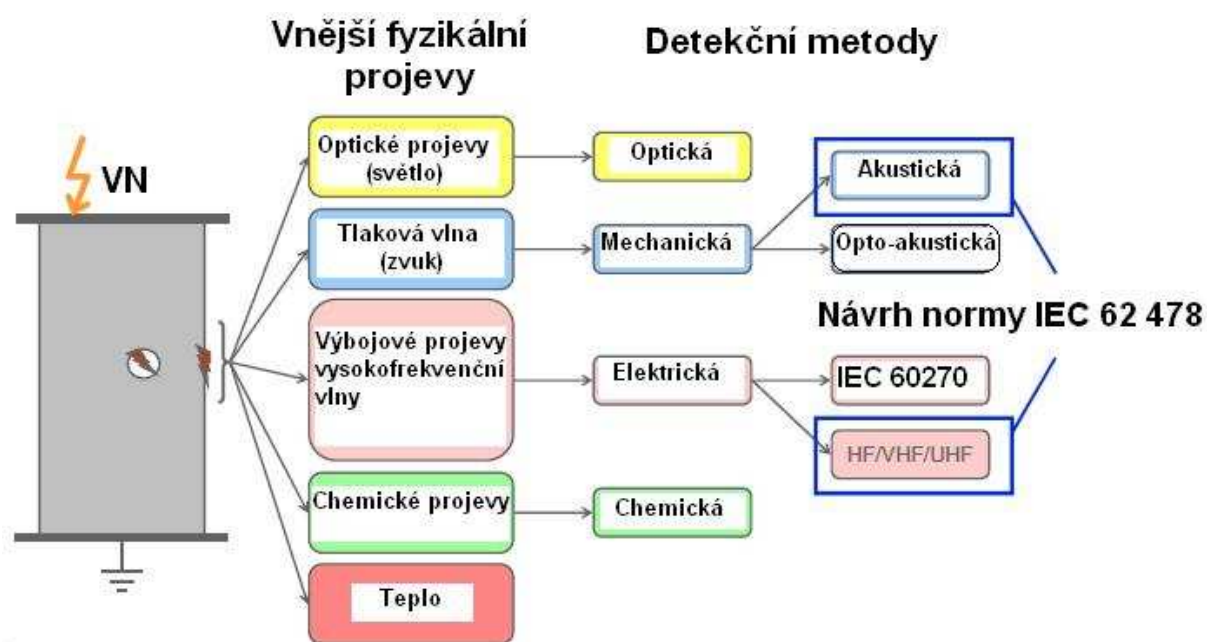 Vnější fyzikální
projevy
Detekční metody
VN
Optické projevy
(světlo)
Optická
Akustická
Tlaková vlna
(zvuk)
Mechanická
Opto-akustická
Návrh normy IEC 62 478
Výbojové projevy
vysokofrekvenční
vlny
Elektrická
IEC 60270
HF/VHF/UHF
Chemické projevy
Chemická
Teplo